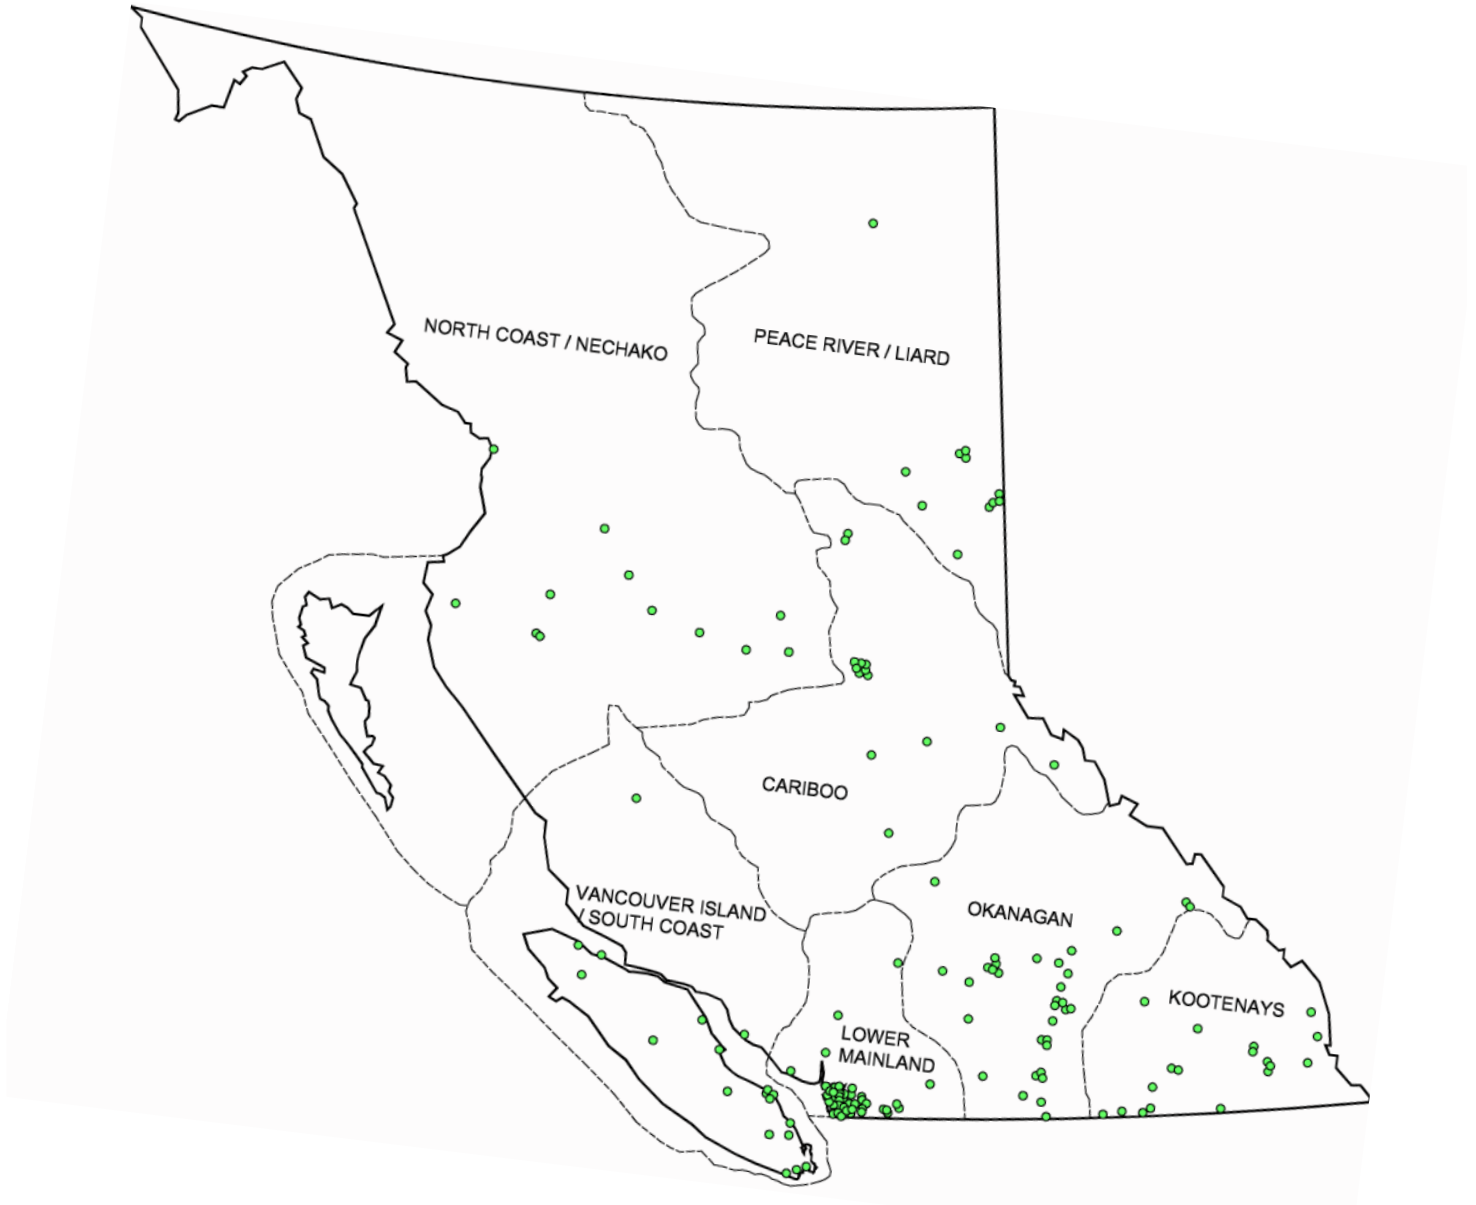 NORTH COAST / NECHAKO
PEACE RIVER / LIARD
CARIBOO
VANCOUVER ISLAND
/ SOUTH COAST
OKANAGAN
KOOTENAYS
LOWER
MAINLAND